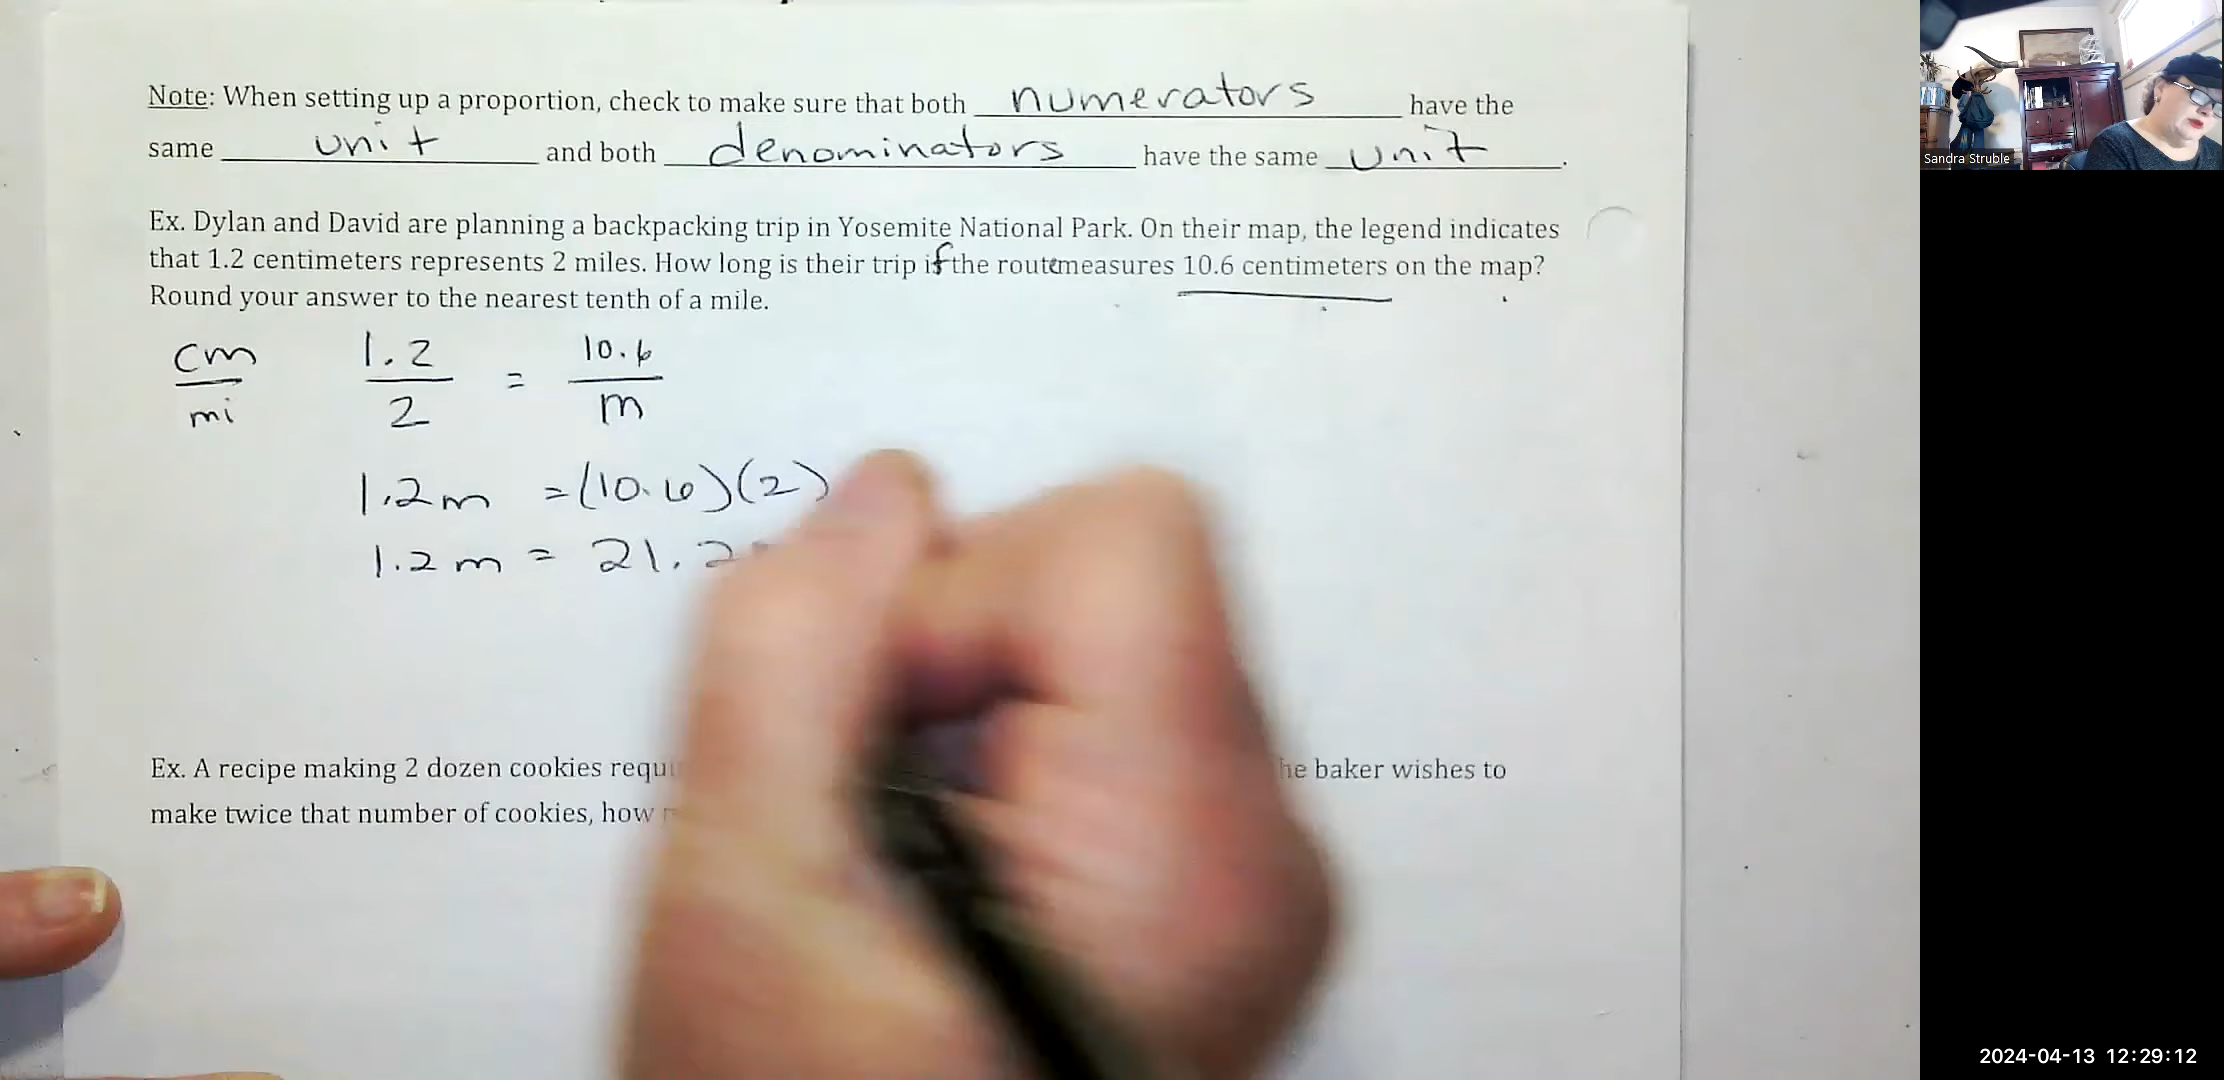 Note: When setting up a proportion, check to make sure that both numerators have the
same unit and both denominators have the same unit.
Ex. Dylan and David are planning a backpacking trip in Yosemite National Park. On their map, the legend indicates
that 1.2 centimeters represents 2 miles. How long is their trip if the route measures 10.6 centimeters on the map?
Round your answer to the nearest tenth of a mile.
cm 1.2 10.6
=
mi 2 m
1.2m =(10.6)(2)
1.2m = 21.2
Ex. A recipe making 2 dozen cookies baker wishes to
make twice that number of cookies, how
Sandra Struble
2024-04-13 12:29:12